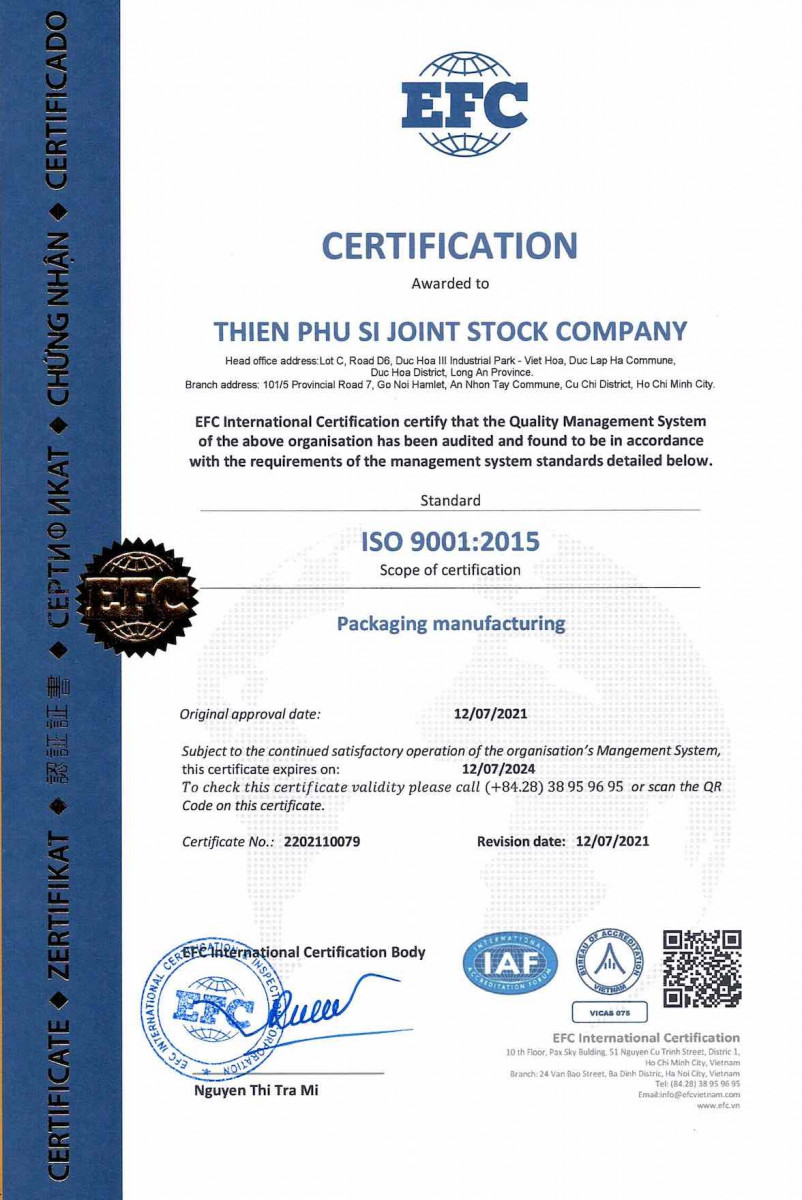 CERTIFICATE ◆ ZERTIFIKAT ◆ 認証証書 ◆ СЕРТИФИКАТ ◆ CHỨNG NHẬN ◆ CERTIFICADO
EFC
CERTIFICATION
Awarded to
THIEN PHU SI JOINT STOCK COMPANY
Head office address:Lot C, Road D6, Duc Hoa III Industrial Park - Viet Hoa, Duc Lap Ha Commune,
Duc Hoa District, Long An Province.
Branch address: 101/5 Provincial Road 7, Go Noi Hamlet, An Nhon Tay Commune, Cu Chi District, Ho Chi Minh City.
EFC International Certification certify that the Quality Management System
of the above organisation has been audited and found to be in accordance
with the requirements of the management system standards detailed below.
Standard
ISO 9001:2015
Scope of certification
EFC
Packaging manufacturing
Original approval date: 12/07/2021
Subject to the continued satisfactory operation of the organisation's Mangement System,
this certificate expires on: 12/07/2024
To check this certificate validity please call (+84.28) 38 95 96 95 or scan the QR
Code on this certificate.
Certificate No.: 2202110079 Revision date: 12/07/2021
EFC International Certification Body
EFC INTERNATIONAL CERTIFICATION INSPECT CORPORATION
EFC
Nguyen Thi Tra Mi
INTERNATIONAL
IAF
ACCREDITATION FORUM
BUREAU OF ACCREDITATION
VIETNAM
VICAS 075
EFC International Certification
10 th Floor, Pax Sky Bulding, 51 Nguyen Cu Trinh Street, Distric 1,
Ho Chi Minh City, Vietnam
Branch: 24 Van Bao Street, Ba Dinh Distric, Ha Noi City, Vietnam
Tel: (84.28) 38 95 96 95
Email:info@efcvietnam.com
www.efc.vn